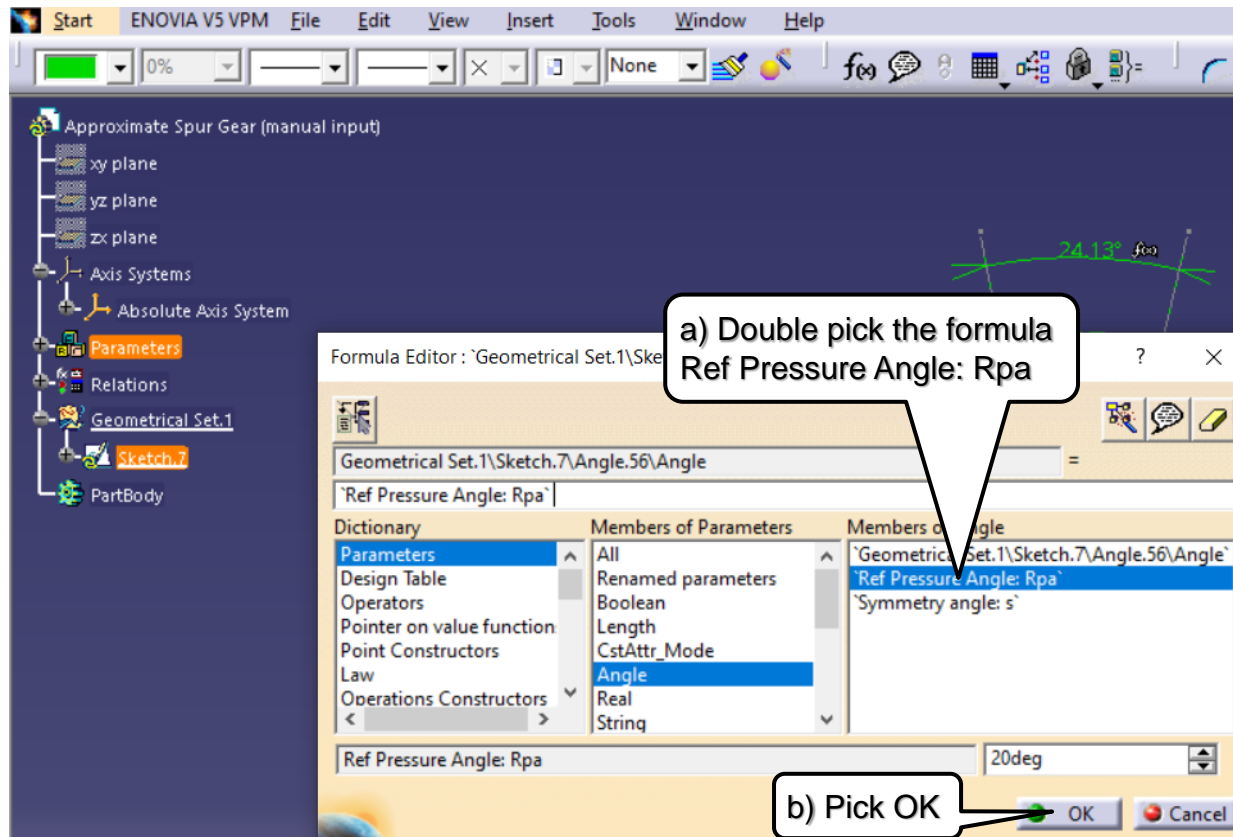 Start ENOVIA V5 VPM File Edit View Insert Tools Window Help
0% None f(x)
Approximate Spur Gear (manual input)
xy plane
yz plane
zx plane
Axis Systems
Absolute Axis System
Parameters
Relations
Geometrical Set.1
Sketch.7
PartBody
24.13° f(x)
a) Double pick the formula
Ref Pressure Angle: Rpa
Formula Editor : `Geometrical Set.1\Ske ? ×
Geometrical Set.1\Sketch.7\Angle.56\Angle =
`Ref Pressure Angle: Rpa`
Dictionary
Parameters
Design Table
Operators
Pointer on value function
Point Constructors
Law
Operations Constructors
Members of Parameters
All
Renamed parameters
Boolean
Length
CstAttr_Mode
Angle
Real
String
Members of Angle
`Geometrical Set.1\Sketch.7\Angle.56\Angle`
`Ref Pressure Angle: Rpa`
`Symmetry angle: s`
Ref Pressure Angle: Rpa 20deg
b) Pick OK
OK Cancel